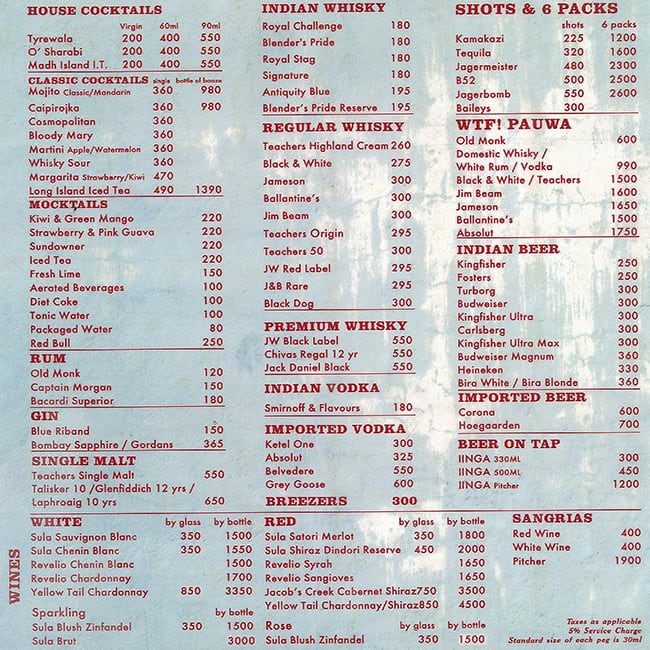 HOUSE COCKTAILS
Virgin 60ml 90ml
Tyrewala 200 400 550
O' Sharabi 200 400 550
Madh Island I.T. 200 400 550
CLASSIC COCKTAILS single bottle of booze
Mojito Classic/Mandarin 360 980
Caipirojka 360 980
Cosmopolitan 360
Bloody Mary 360
Martini Apple/Watermelon 360
Whisky Sour 360
Margarita Strawberry/Kiwi 470
Long Island Iced Tea 490 1390
MOCKTAILS
Kiwi & Green Mango 220
Strawberry & Pink Guava 220
Sundowner 220
Iced Tea 220
Fresh Lime 150
Aerated Beverages 100
Diet Coke 100
Tonic Water 100
Packaged Water 80
Red Bull 250
RUM
Old Monk 120
Captain Morgan 150
Bacardi Superior 180
GIN
Blue Riband 150
Bombay Sapphire / Gordans 365
SINGLE MALT
Teachers Single Malt 550
Talisker 10 /Glenfiddich 12 yrs /
Laphroaig 10 yrs 650
INDIAN WHISKY
Royal Challenge 180
Blender's Pride 180
Royal Stag 180
Signature 180
Antiquity Blue 195
Blender's Pride Reserve 195
REGULAR WHISKY
Teachers Highland Cream 260
Black & White 275
Jameson 300
Ballantine's 300
Jim Beam 300
Teachers Origin 295
Teachers 50 300
JW Red Label 295
J&B Rare 295
Black Dog 300
PREMIUM WHISKY
JW Black Label 550
Chivas Regal 12 yr 550
Jack Daniel Black 550
INDIAN VODKA
Smirnoff & Flavours 180
IMPORTED VODKA
Ketel One 300
Absolut 325
Belvedere 550
Grey Goose 600
BREEZERS 300
SHOTS & 6 PACKS
shots 6 packs
Kamakazi 225 1200
Tequila 320 1600
Jagermeister 480 2300
B52 500 2500
Jagerbomb 550 2600
Baileys 300
WTF! PAUWA
Old Monk 600
Domestic Whisky /
White Rum / Vodka 990
Black & White / Teachers 1500
Jim Beam 1600
Jameson 1650
Ballantine's 1500
Absolut 1750
INDIAN BEER
Kingfisher 250
Fosters 250
Turborg 300
Budweiser 300
Kingfisher Ultra 300
Carlsberg 300
Kingfisher Ultra Max 300
Budweiser Magnum 360
Heineken 330
Bira White / Bira Blonde 360
IMPORTED BEER
Corona 600
Hoegaarden 700
BEER ON TAP
IINGA 330ML 300
IINGA 500ML 450
IINGA Pitcher 1200
WINES
WHITE by glass by bottle
Sula Sauvignon Blanc 350 1500
Sula Chenin Blanc 350 1550
Revelio Chenin Blanc 1500
Revelio Chardonnay 1700
Yellow Tail Chardonnay 850 3350
Sparkling by bottle
Sula Blush Zinfandel 350 1500
Sula Brut 3000
RED by glass by bottle
Sula Satori Merlot 350 1800
Sula Shiraz Dindori Reserve 450 2000
Revelio Syrah 1650
Revelio Sangioves 1650
Jacob's Creek Cabernet Shiraz 750 3500
Yellow Tail Chardonnay/Shiraz 850 4500
Rose by glass by bottle
Sula Blush Zinfandel 350 1500
SANGRIAS
Red Wine 400
White Wine 400
Pitcher 1900
Taxes as applicable
5% Service Charge
Standard size of each peg is 30ml